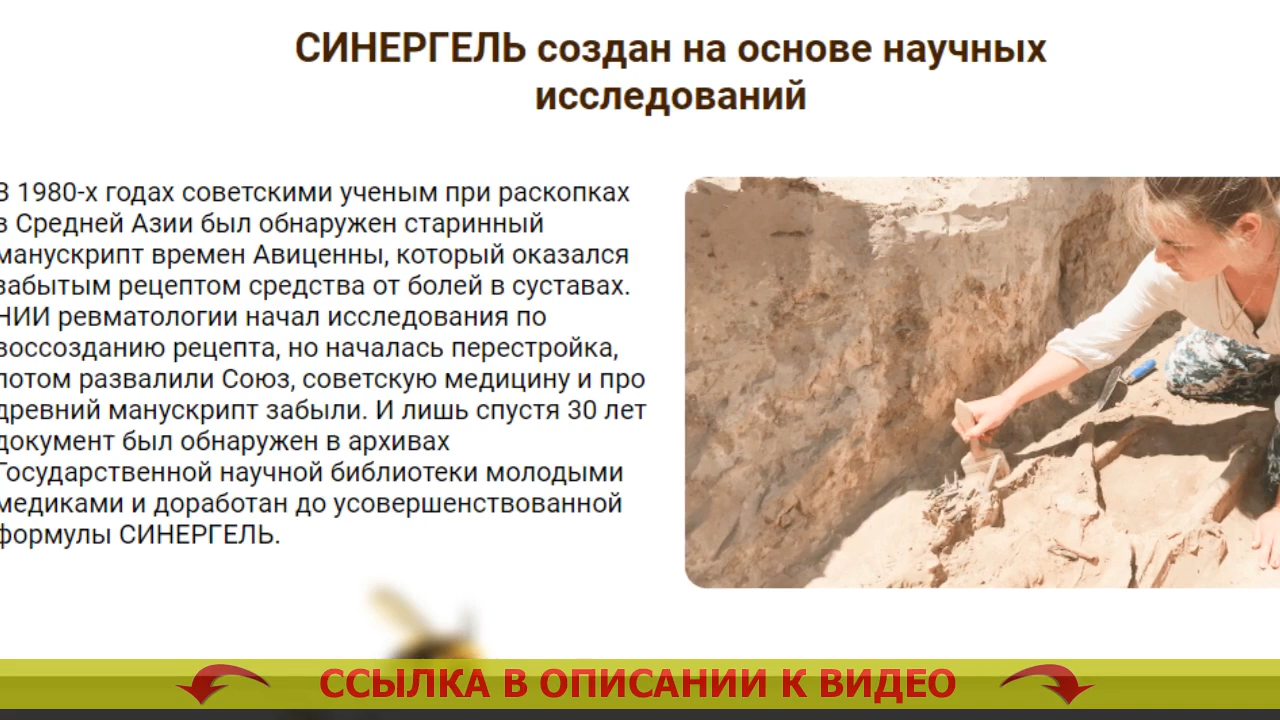 СИНЕРГЕЛЬ создан на основе научных
исследований
В 1980-х годах советскими ученым при раскопках
в Средней Азии был обнаружен старинный
манускрипт времен Авиценны, который оказался
забытым рецептом средства от болей в суставах.
НИИ ревматологии начал исследования по
воссозданию рецепта, но началась перестройка,
потом развалили Союз, советскую медицину и про
древний манускрипт забыли. И лишь спустя 30 лет
документ был обнаружен в архивах
Государственной научной библиотеки молодыми
медиками и доработан до усовершенствованной
формулы СИНЕРГЕЛЬ.
ССЫЛКА В ОПИСАНИИ К ВИДЕО